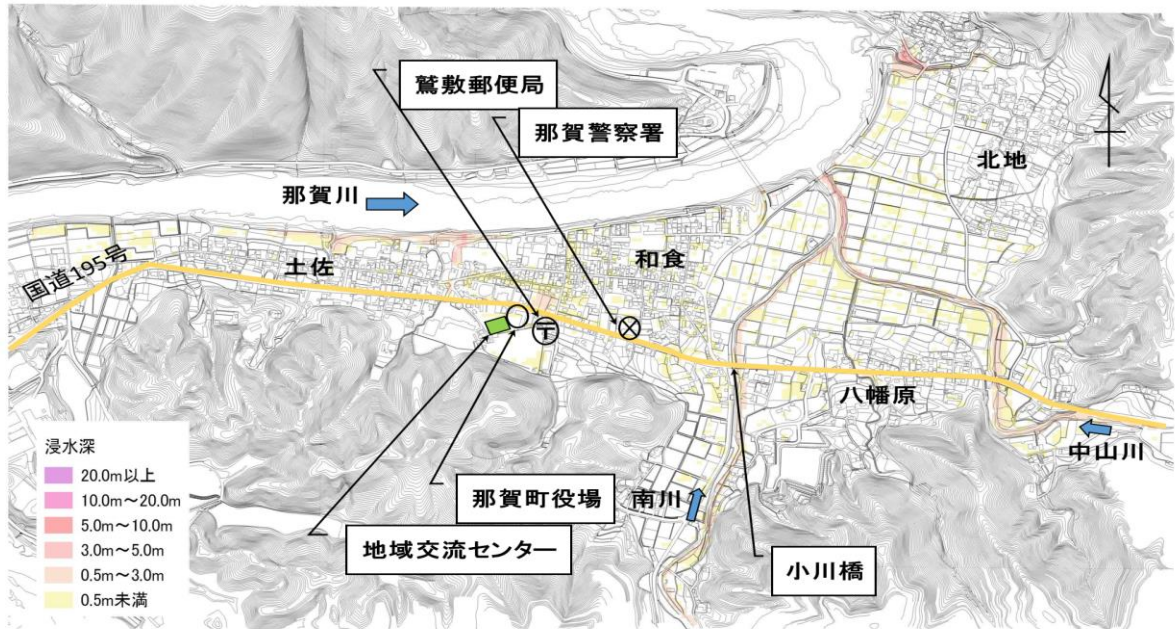 鷲敷郵便局
那賀警察署
北地
那賀川
和食
土佐
国道195号
〒
八幡原
中山川
浸水深
20.0m以上
10.0m~20.0m
5.0m~10.0m
3.0m~5.0m
0.5m~3.0m
0.5m未満
那賀町役場
南川
地域交流センター
小川橋